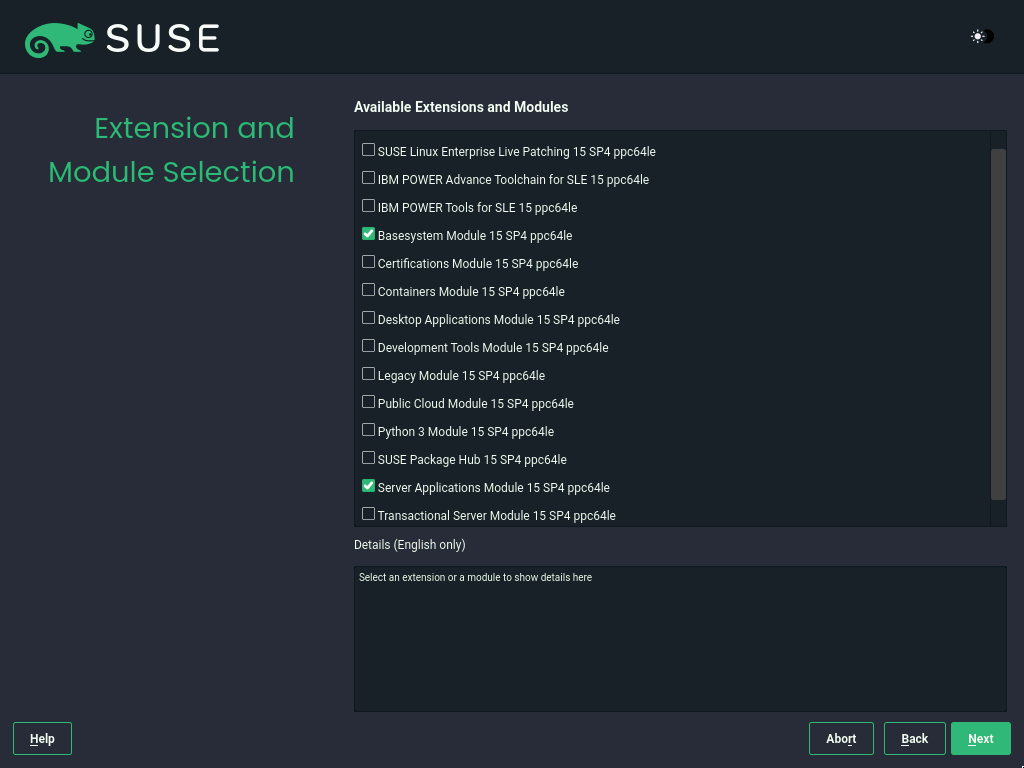 SUSE
Extension and
Module Selection
Available Extensions and Modules
SUSE Linux Enterprise Live Patching 15 SP4 ppc64le
IBM POWER Advance Toolchain for SLE 15 ppc64le
IBM POWER Tools for SLE 15 ppc64le
Basesystem Module 15 SP4 ppc64le
Certifications Module 15 SP4 ppc64le
Containers Module 15 SP4 ppc64le
Desktop Applications Module 15 SP4 ppc64le
Development Tools Module 15 SP4 ppc64le
Legacy Module 15 SP4 ppc64le
Public Cloud Module 15 SP4 ppc64le
Python 3 Module 15 SP4 ppc64le
SUSE Package Hub 15 SP4 ppc64le
Server Applications Module 15 SP4 ppc64le
Transactional Server Module 15 SP4 ppc64le
Details (English only)
Select an extension or a module to show details here
Help
Abort
Back
Next